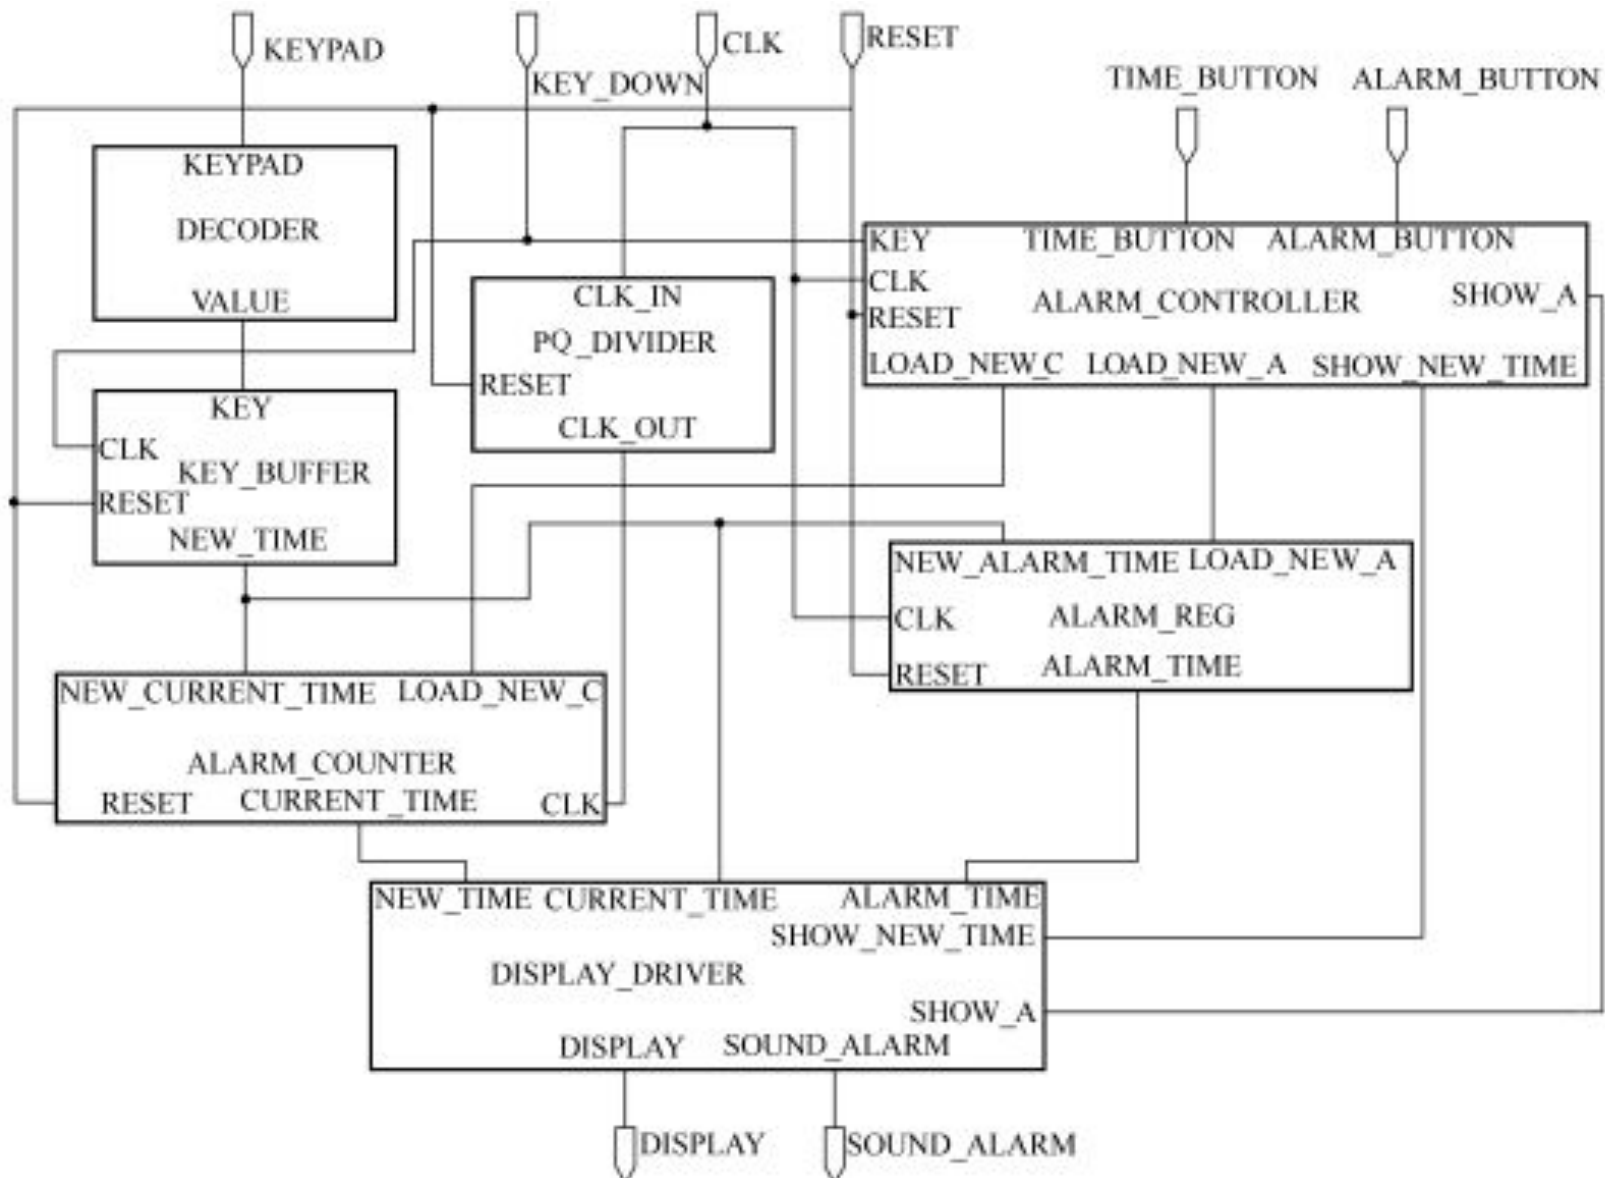 KEYPAD
KEY_DOWN
CLK
RESET
TIME_BUTTON
ALARM_BUTTON
KEYPAD
DECODER
VALUE
CLK_IN
PQ_DIVIDER
RESET
CLK_OUT
KEY
TIME_BUTTON
ALARM_BUTTON
CLK
ALARM_CONTROLLER
SHOW_A
RESET
LOAD_NEW_C
LOAD_NEW_A
SHOW_NEW_TIME
KEY
CLK
KEY_BUFFER
RESET
NEW_TIME
NEW_ALARM_TIME
LOAD_NEW_A
CLK
ALARM_REG
RESET
ALARM_TIME
NEW_CURRENT_TIME
LOAD_NEW_C
ALARM_COUNTER
RESET
CURRENT_TIME
CLK
NEW_TIME
CURRENT_TIME
ALARM_TIME
SHOW_NEW_TIME
DISPLAY_DRIVER
SHOW_A
DISPLAY
SOUND_ALARM
DISPLAY
SOUND_ALARM